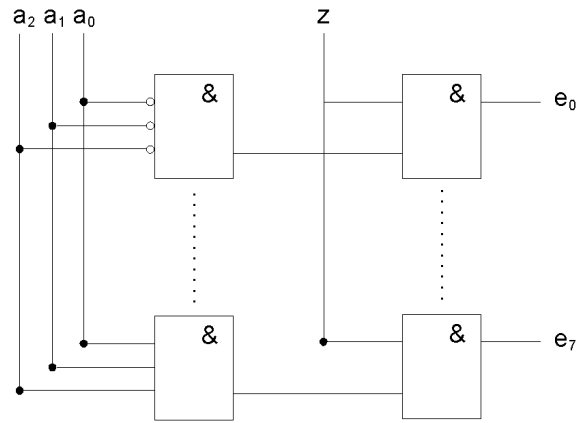 a₂ a₁ a₀ z
& & e₀
& & e₇